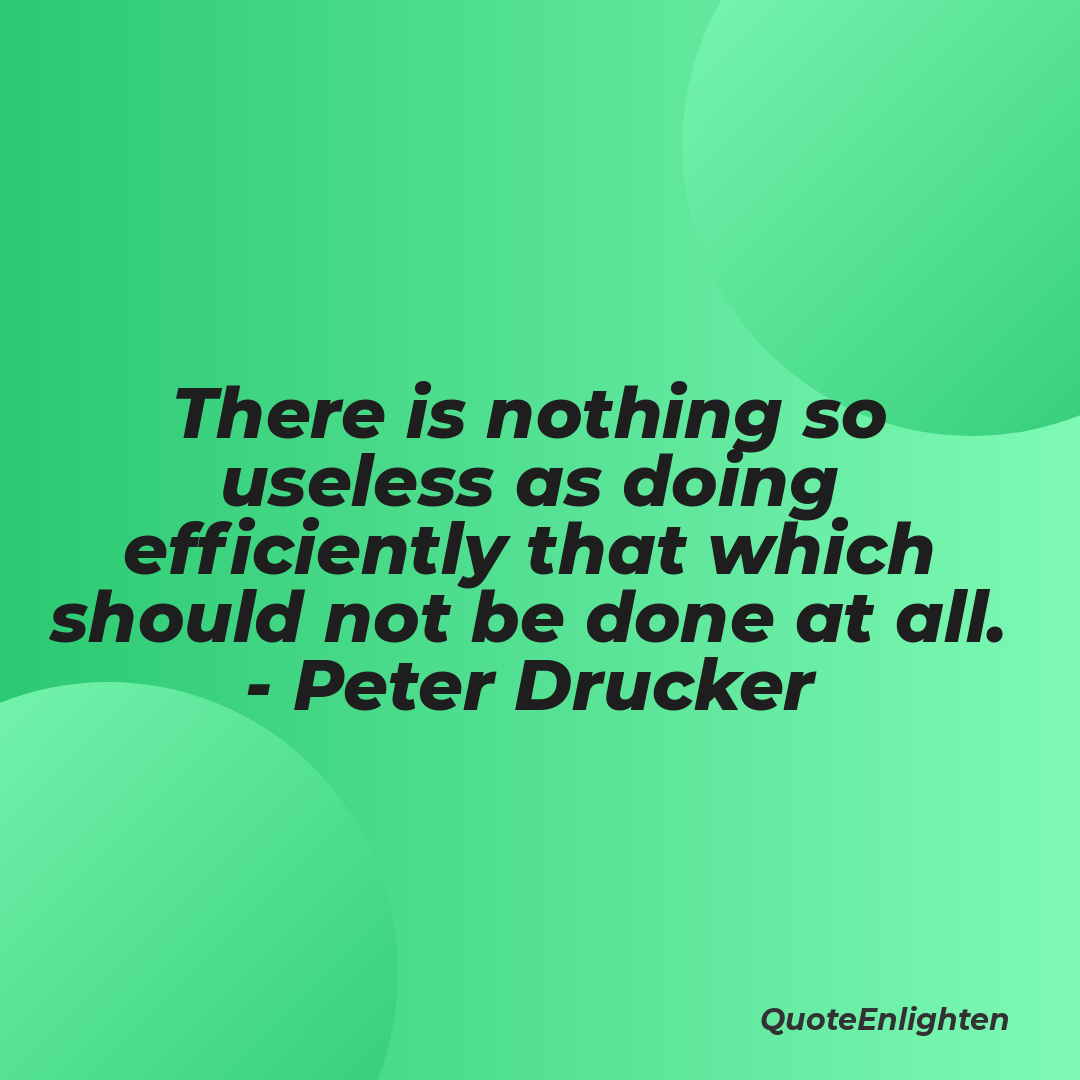 There is nothing so
useless as doing
efficiently that which
should not be done at all.
- Peter Drucker
QuoteEnlighten